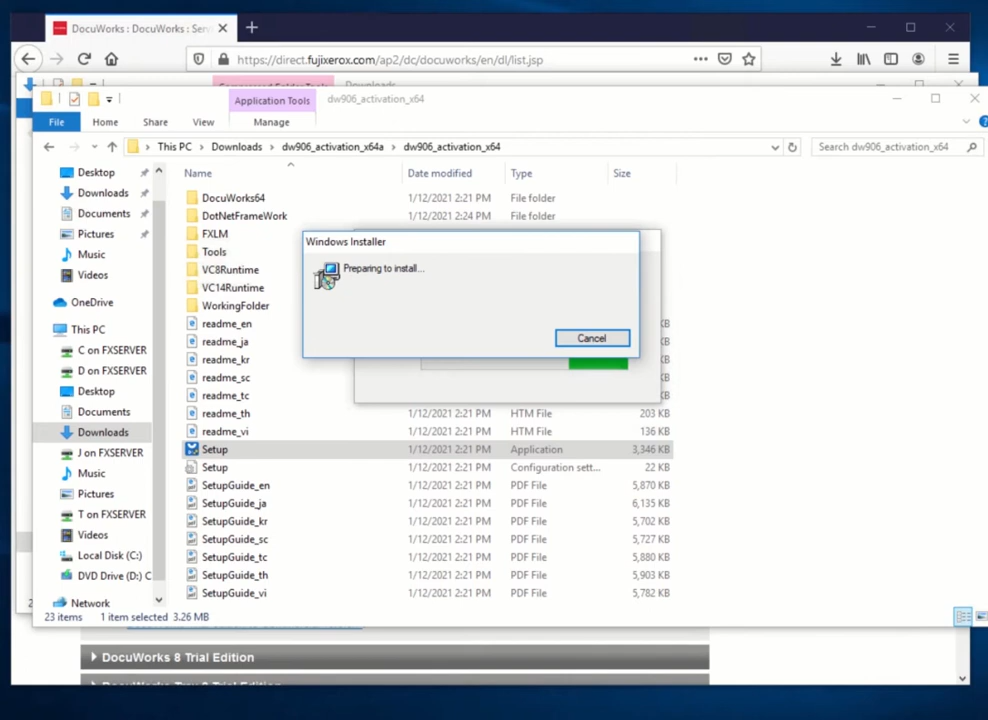 DocuWorks : DocuWorks : Serv
https://direct.fujixerox.com/ap2/dc/docuworks/en/dl/list.jsp
Application Tools
dw906_activation_x64
File
Home
Share
View
Manage
This PC > Downloads > dw906_activation_x64a > dw906_activation_x64
Search dw906_activation_x64
Name
Date modified
Type
Size
Desktop
Downloads
Documents
Pictures
Music
Videos
OneDrive
This PC
C on FXSERVER
D on FXSERVER
Desktop
Documents
Downloads
J on FXSERVER
Music
Pictures
T on FXSERVER
Videos
Local Disk (C:)
DVD Drive (D:) C
Network
DocuWorks64 1/12/2021 2:21 PM File folder
DotNetFrameWork 1/12/2021 2:24 PM File folder
FXLM
Tools
VC8Runtime
VC14Runtime
WorkingFolder
readme_en KB
readme_ja KB
readme_kr KB
readme_sc KB
readme_tc KB
readme_th 1/12/2021 2:21 PM HTM File 203 KB
readme_vi 1/12/2021 2:21 PM HTM File 136 KB
Setup 1/12/2021 2:21 PM Application 3,346 KB
Setup 1/12/2021 2:21 PM Configuration sett... 22 KB
SetupGuide_en 1/12/2021 2:21 PM PDF File 5,870 KB
SetupGuide_ja 1/12/2021 2:21 PM PDF File 6,135 KB
SetupGuide_kr 1/12/2021 2:21 PM PDF File 5,702 KB
SetupGuide_sc 1/12/2021 2:21 PM PDF File 5,727 KB
SetupGuide_tc 1/12/2021 2:21 PM PDF File 5,880 KB
SetupGuide_th 1/12/2021 2:21 PM PDF File 5,903 KB
SetupGuide_vi 1/12/2021 2:21 PM PDF File 5,782 KB
Windows Installer
Preparing to install...
Cancel
23 items 1 item selected 3.26 MB
DocuWorks 8 Trial Edition